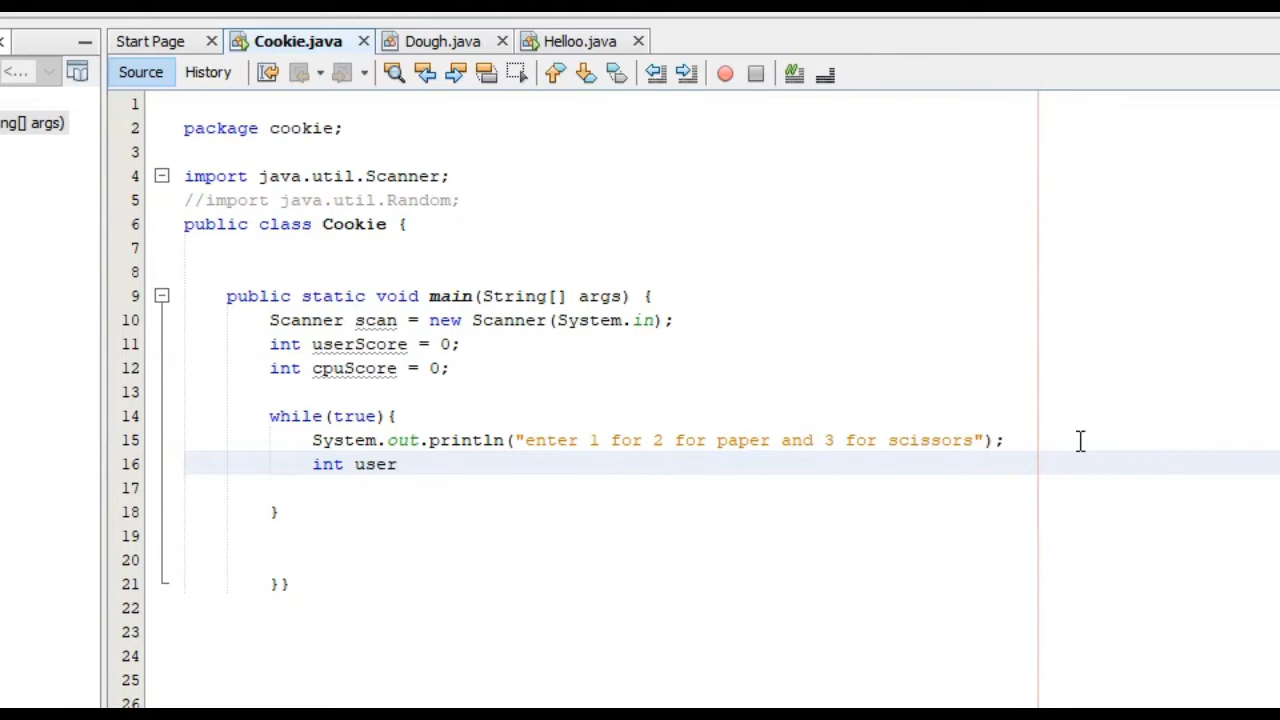 Start Page
Cookie.java
Dough.java
Helloo.java
<...
Source
History
ng[] args)
1
2 package cookie;
3
4 import java.util.Scanner;
5 //import java.util.Random;
6 public class Cookie {
7
8
9 public static void main(String[] args) {
10 Scanner scan = new Scanner(System.in);
11 int userScore = 0;
12 int cpuScore = 0;
13
14 while(true){
15 System.out.println("enter 1 for 2 for paper and 3 for scissors");
16 int user
17
18 }
19
20
21 }}
22
23
24
25
26